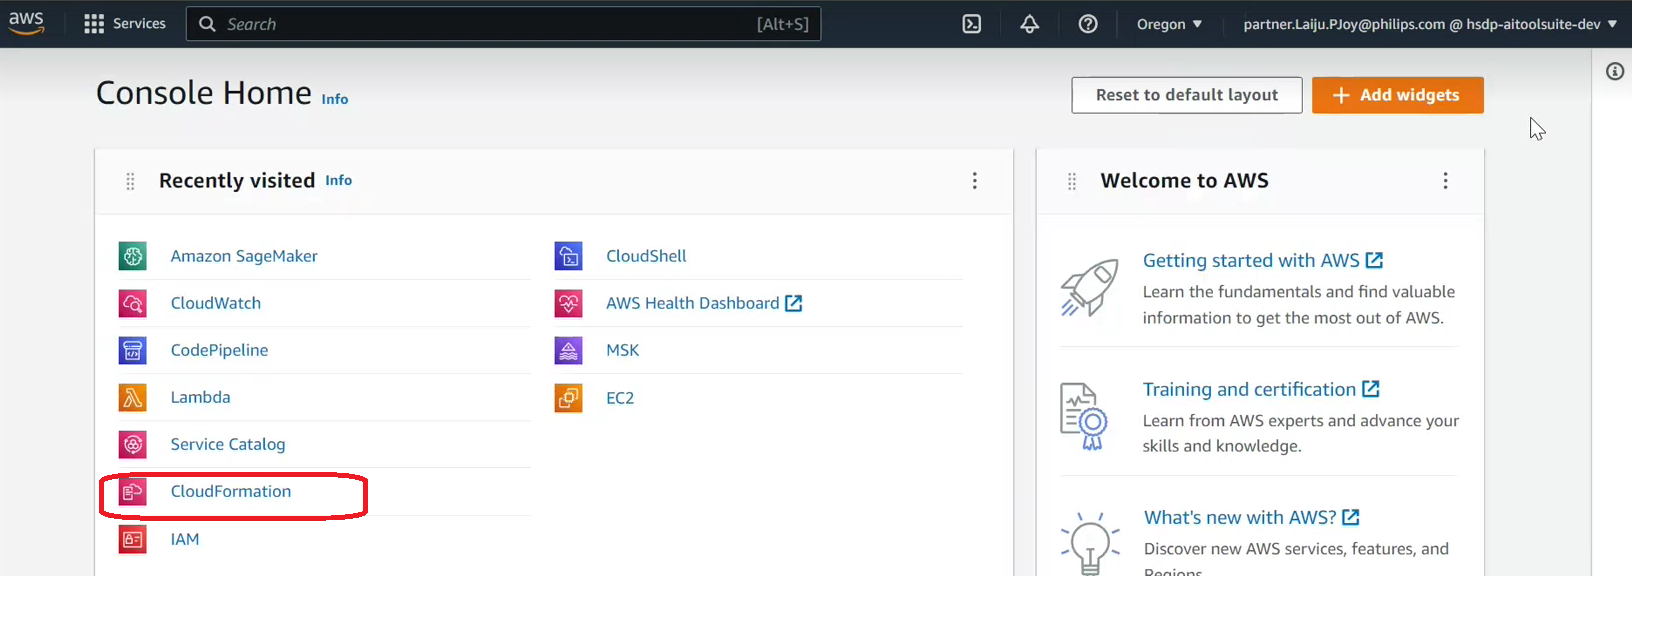 aws Services Search [Alt+S] Oregon ▼ partner.Laiju.PJoy@philips.com @ hsdp-aitoolsuite-dev ▼
Console Home Info
Reset to default layout
+ Add widgets
Recently visited Info
Amazon SageMaker
CloudWatch
CodePipeline
Lambda
Service Catalog
CloudFormation
IAM
CloudShell
AWS Health Dashboard
MSK
EC2
Welcome to AWS
Getting started with AWS
Learn the fundamentals and find valuable
information to get the most out of AWS.
Training and certification
Learn from AWS experts and advance your
skills and knowledge.
What's new with AWS?
Discover new AWS services, features, and
Regions.